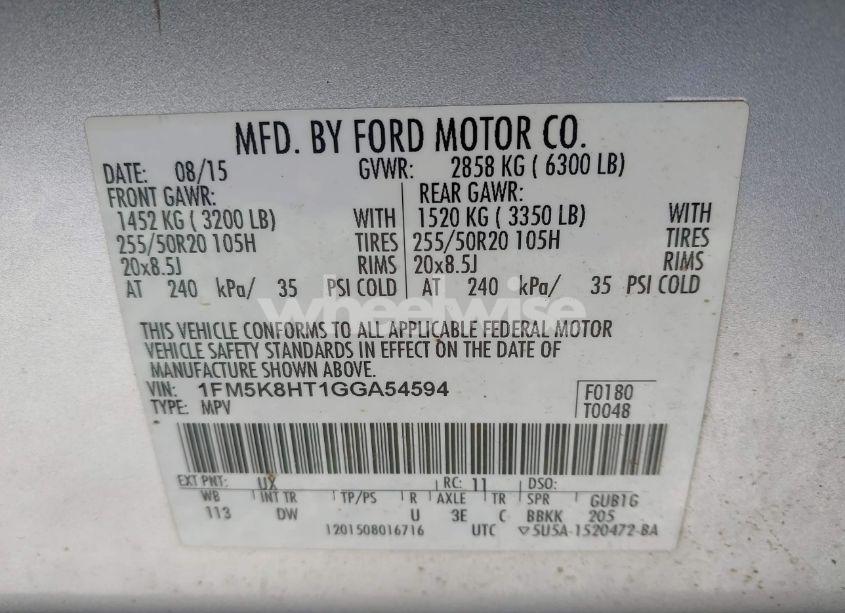 MFD. BY FORD MOTOR CO.
DATE: 08/15 GVWR: 2858 KG ( 6300 LB)
FRONT GAWR: REAR GAWR:
1452 KG ( 3200 LB) WITH 1520 KG ( 3350 LB) WITH
255/50R20 105H TIRES 255/50R20 105H TIRES
20x8.5J RIMS 20x8.5J RIMS
AT 240 kPa/ 35 PSI COLD AT 240 kPa/ 35 PSI COLD
wheelwise
THIS VEHICLE CONFORMS TO ALL APPLICABLE FEDERAL MOTOR
VEHICLE SAFETY STANDARDS IN EFFECT ON THE DATE OF
MANUFACTURE SHOWN ABOVE.
VIN: 1FM5K8HT1GGA54594 F0180
TYPE: MPV T0048
EXT PNT: UX RC: 11 DSO:
WB INT TR TP/PS R AXLE TR SPR GUB1G
113 DW U 3E C BBKK 205
1201508016716 UTC ▽5U5A-1520472-BA